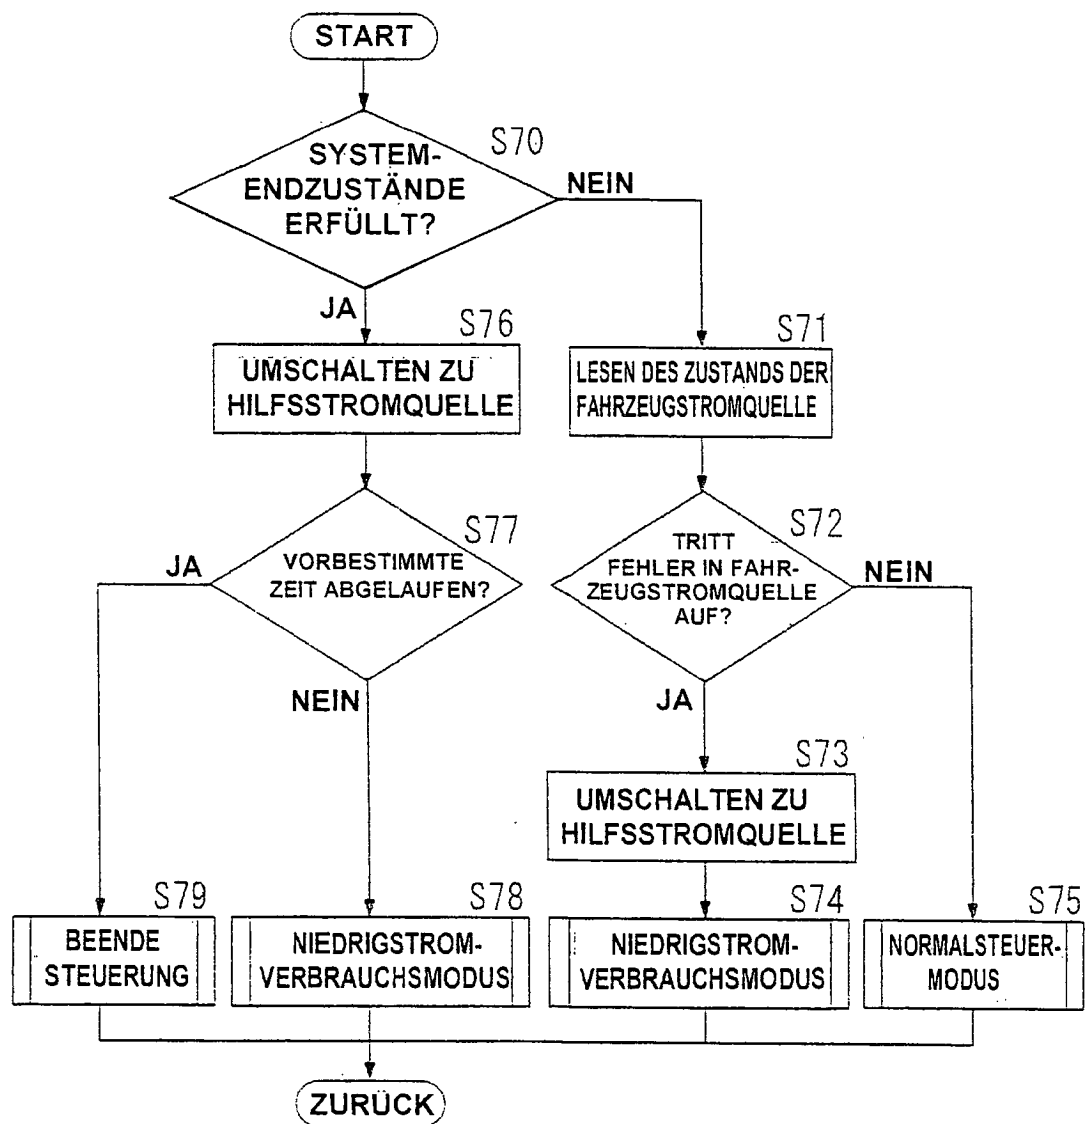 START
S70
SYSTEM-
ENDZUSTÄNDE
ERFÜLLT?
NEIN
JA
S76
UMSCHALTEN ZU
HILFSSTROMQUELLE
S71
LESEN DES ZUSTANDS DER
FAHRZEUGSTROMQUELLE
S77
VORBESTIMMTE
ZEIT ABGELAUFEN?
JA
NEIN
S72
TRITT
FEHLER IN FAHR-
ZEUGSTROMQUELLE
AUF?
NEIN
JA
S73
UMSCHALTEN ZU
HILFSSTROMQUELLE
S79
BEENDE
STEUERUNG
S78
NIEDRIGSTROM-
VERBRAUCHSMODUS
S74
NIEDRIGSTROM-
VERBRAUCHSMODUS
S75
NORMALSTEUER-
MODUS
ZURÜCK